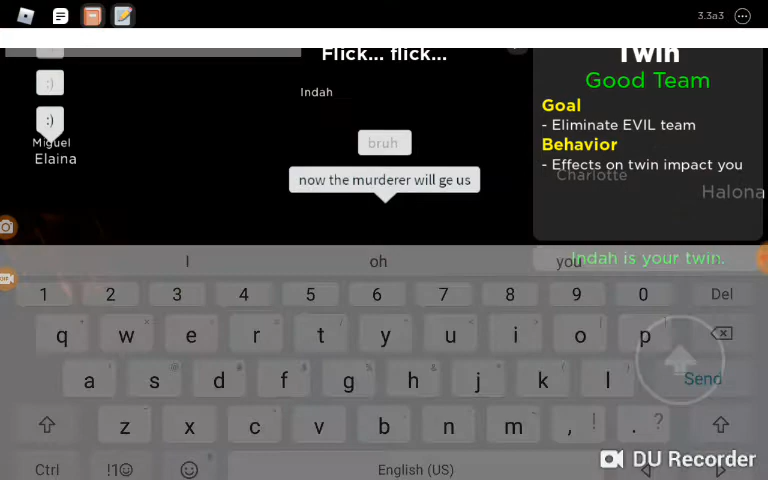 3.3a3
Flick... flick...
Twin
Good Team
Goal
- Eliminate EVIL team
Behavior
- Effects on twin impact you
Charlotte
Halona
Indah is your twin.
:)
:)
Miguel
Elaina
Indah
bruh
now the murderer will ge us
I oh you
1 2 3 4 5 6 7 8 9 0 Del
q w e r t y u i o p
a s d f g h j k l Send
z x c v b n m , ! . ?
Ctrl !1☺ English (US)
DU Recorder